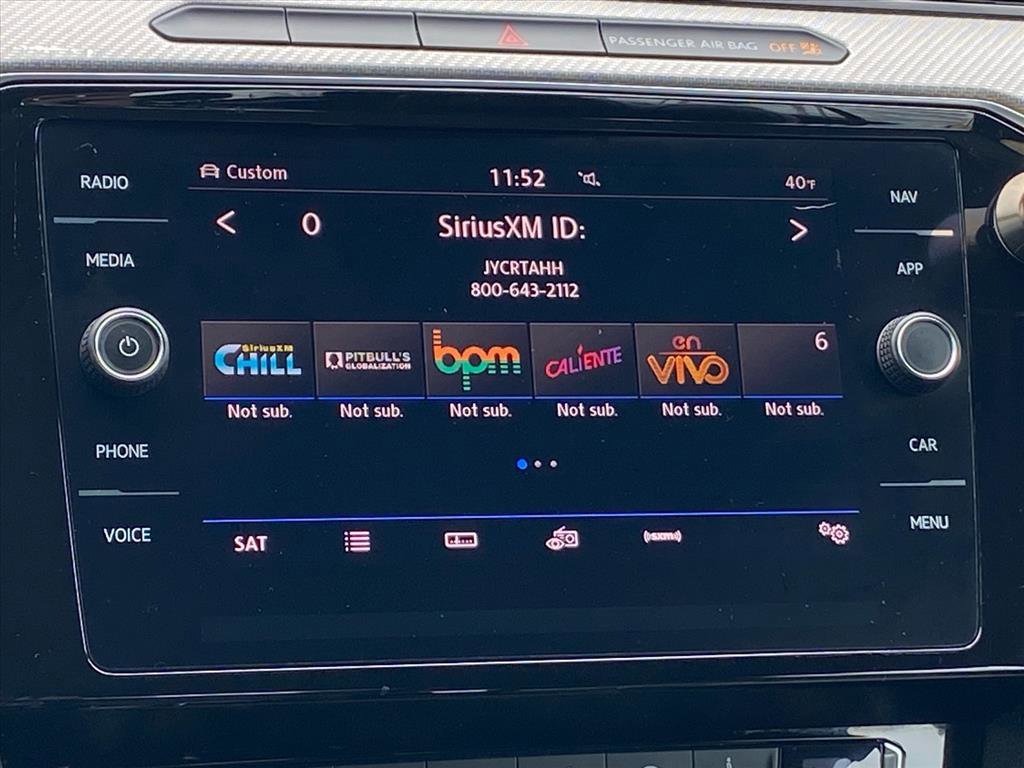 PASSENGER AIR BAG OFF
RADIO
MEDIA
PHONE
VOICE
Custom
11:52
40°F
0
SiriusXM ID:
JYCRTAHH
800-643-2112
SiriusXM
CHILL
PITBULL'S
GLOBALIZATION
bpm
CALIENTE
en
VIVO
6
Not sub. Not sub. Not sub. Not sub. Not sub. Not sub.
SAT
((SXM))
NAV
APP
CAR
MENU